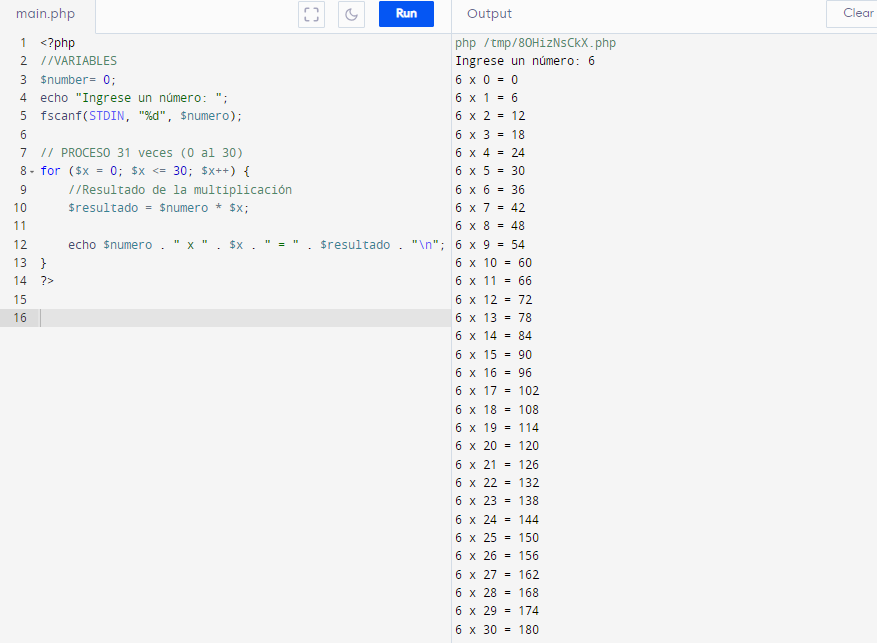 main.php
Run
Output
Clear
1 <?php
2 //VARIABLES
3 $number= 0;
4 echo "Ingrese un número: ";
5 fscanf(STDIN, "%d", $numero);
6
7 // PROCESO 31 veces (0 al 30)
8 for ($x = 0; $x <= 30; $x++) {
9 //Resultado de la multiplicación
10 $resultado = $numero * $x;
11
12 echo $numero . " x " . $x . " = " . $resultado . "\n";
13 }
14 ?>
15
16
php /tmp/8OHizNsCkX.php
Ingrese un número: 6
6 x 0 = 0
6 x 1 = 6
6 x 2 = 12
6 x 3 = 18
6 x 4 = 24
6 x 5 = 30
6 x 6 = 36
6 x 7 = 42
6 x 8 = 48
6 x 9 = 54
6 x 10 = 60
6 x 11 = 66
6 x 12 = 72
6 x 13 = 78
6 x 14 = 84
6 x 15 = 90
6 x 16 = 96
6 x 17 = 102
6 x 18 = 108
6 x 19 = 114
6 x 20 = 120
6 x 21 = 126
6 x 22 = 132
6 x 23 = 138
6 x 24 = 144
6 x 25 = 150
6 x 26 = 156
6 x 27 = 162
6 x 28 = 168
6 x 29 = 174
6 x 30 = 180